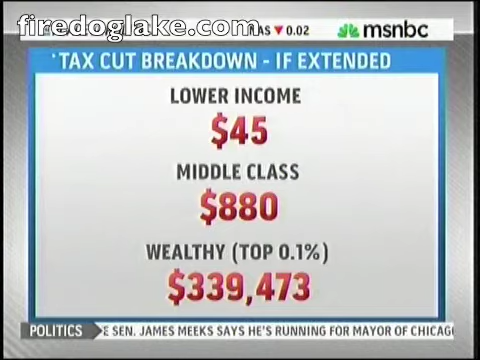 firedoglake.com
AS ▼ 0.02
msnbc
TAX CUT BREAKDOWN - IF EXTENDED
LOWER INCOME
$45
MIDDLE CLASS
$880
WEALTHY (TOP 0.1%)
$339,473
POLITICS
E SEN. JAMES MEEKS SAYS HE'S RUNNING FOR MAYOR OF CHICAG